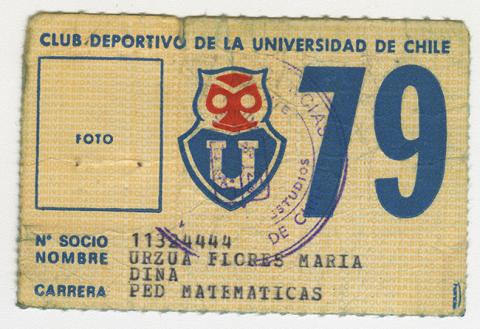 CLUB DEPORTIVO DE LA UNIVERSIDAD DE CHILE
FOTO
U
79
ESTUDIOS
Nº SOCIO 11324444
NOMBRE URZUA FLORES MARIA
DINA
CARRERA PED MATEMATICAS